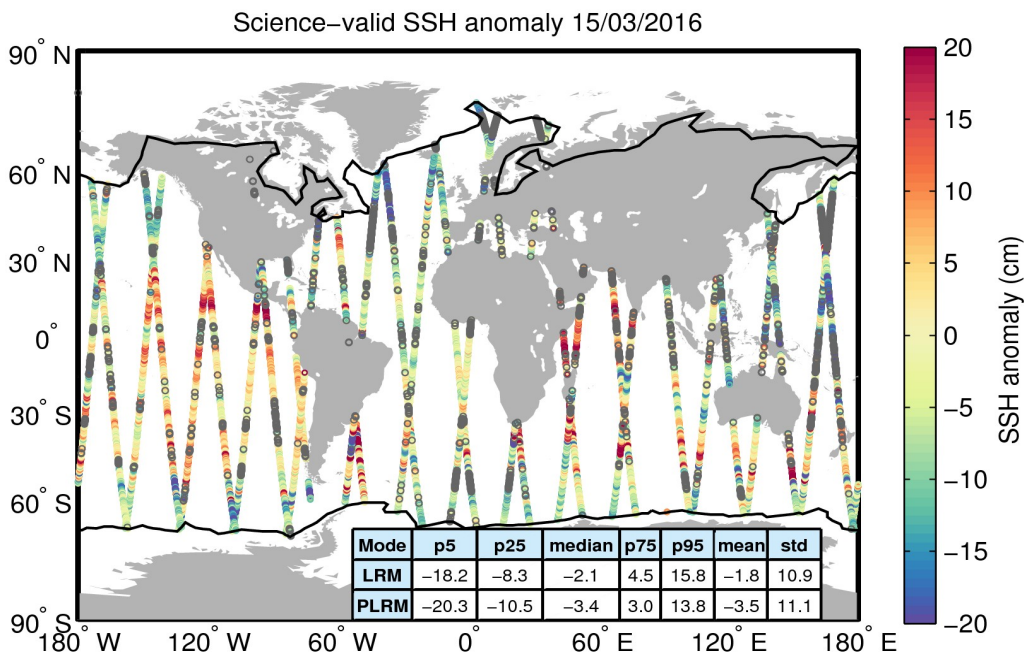 Science−valid SSH anomaly 15/03/2016
90° N
60° N
30° N
0°
30° S
60° S
90° S
180° W
120° W
60° W
0°
60° E
120° E
180° E
Mode p5 p25 median p75 p95 mean std
LRM −18.2 −8.3 −2.1 4.5 15.8 −1.8 10.9
PLRM −20.3 −10.5 −3.4 3.0 13.8 −3.5 11.1
20
15
10
5
0
−5
−10
−15
−20
SSH anomaly (cm)